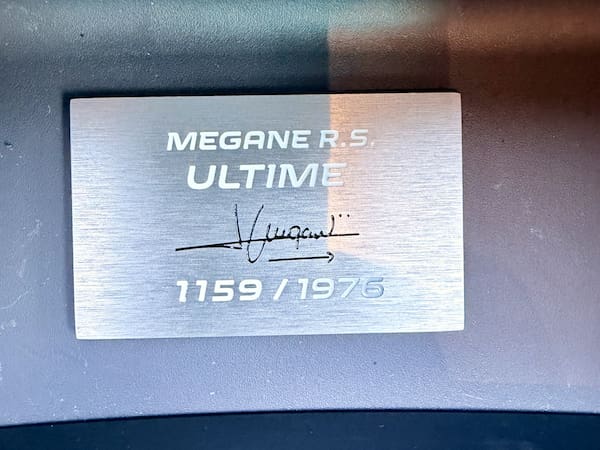 MEGANE R.S.
ULTIME
1159 / 1976